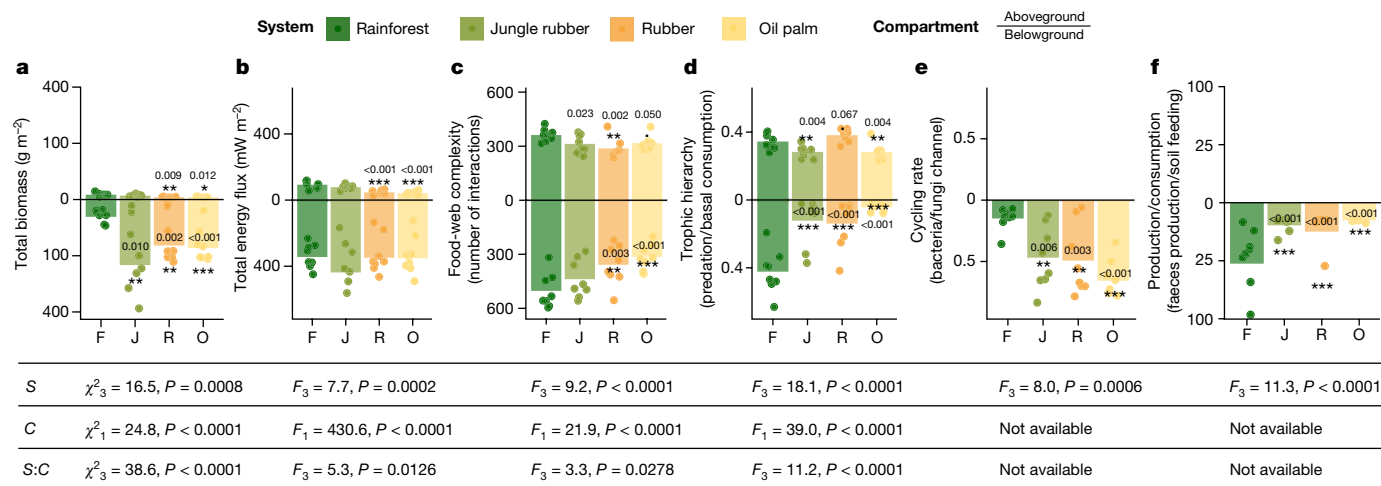 System Rainforest Jungle rubber Rubber Oil palm Compartment Aboveground
Belowground
a
Total biomass (g m⁻²)
400
100
0
100
400
0.009
**
0.012
*
0.010
**
0.002
**
<0.001
***
F J R O
b
Total energy flux (mW m⁻²)
400
0
400
<0.001
***
<0.001
***
F J R O
c
Food-web complexity
(number of interactions)
600
300
0
300
600
0.023
0.002
**
0.050
0.003
**
<0.001
***
F J R O
d
Trophic hierarchy
(predation/basal consumption)
0.4
0
0.4
0.004
**
0.067
0.004
**
<0.001
***
<0.001
***
***
<0.001
F J R O
e
Cycling rate
(bacteria/fungi channel)
0.5
0
0.5
0.006
**
0.003
**
<0.001
***
F J R O
f
Production/consumption
(faeces production/soil feeding)
100
25
0
25
100
<0.001
***
<0.001
***
<0.001
***
F J R O
S χ²₃ = 16.5, P = 0.0008 F₃ = 7.7, P = 0.0002 F₃ = 9.2, P < 0.0001 F₃ = 18.1, P < 0.0001 F₃ = 8.0, P = 0.0006 F₃ = 11.3, P < 0.0001
C χ²₁ = 24.8, P < 0.0001 F₁ = 430.6, P < 0.0001 F₁ = 21.9, P < 0.0001 F₁ = 39.0, P < 0.0001 Not available Not available
S:C χ²₃ = 38.6, P < 0.0001 F₃ = 5.3, P = 0.0126 F₃ = 3.3, P = 0.0278 F₃ = 11.2, P < 0.0001 Not available Not available